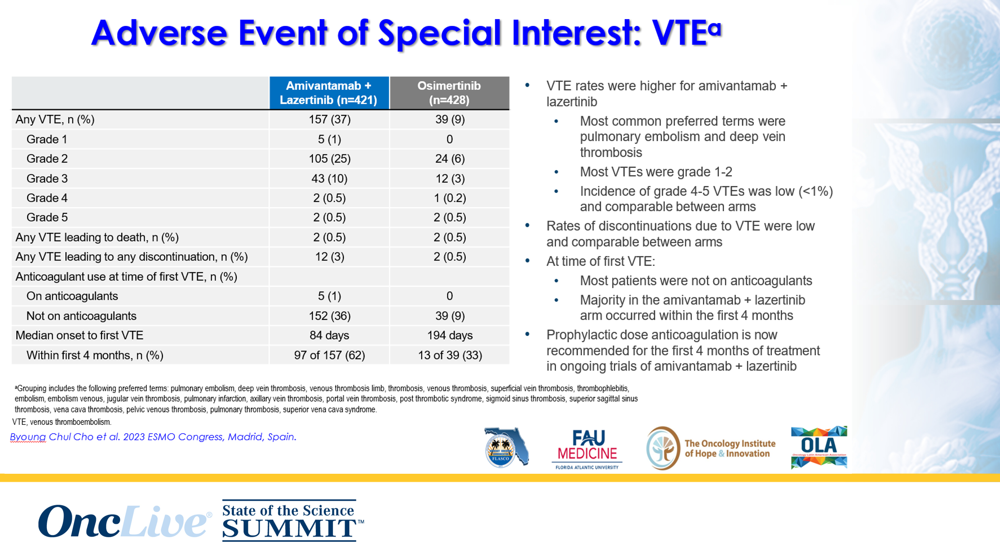 Adverse Event of Special Interest: VTEᵃ
Amivantamab + Lazertinib (n=421) Osimertinib (n=428)
Any VTE, n (%) 157 (37) 39 (9)
Grade 1 5 (1) 0
Grade 2 105 (25) 24 (6)
Grade 3 43 (10) 12 (3)
Grade 4 2 (0.5) 1 (0.2)
Grade 5 2 (0.5) 2 (0.5)
Any VTE leading to death, n (%) 2 (0.5) 2 (0.5)
Any VTE leading to any discontinuation, n (%) 12 (3) 2 (0.5)
Anticoagulant use at time of first VTE, n (%)
On anticoagulants 5 (1) 0
Not on anticoagulants 152 (36) 39 (9)
Median onset to first VTE 84 days 194 days
Within first 4 months, n (%) 97 of 157 (62) 13 of 39 (33)
• VTE rates were higher for amivantamab +
lazertinib
• Most common preferred terms were
pulmonary embolism and deep vein
thrombosis
• Most VTEs were grade 1-2
• Incidence of grade 4-5 VTEs was low (<1%)
and comparable between arms
• Rates of discontinuations due to VTE were low
and comparable between arms
• At time of first VTE:
• Most patients were not on anticoagulants
• Majority in the amivantamab + lazertinib
arm occurred within the first 4 months
• Prophylactic dose anticoagulation is now
recommended for the first 4 months of treatment
in ongoing trials of amivantamab + lazertinib
ᵃGrouping includes the following preferred terms: pulmonary embolism, deep vein thrombosis, venous thrombosis limb, thrombosis, venous thrombosis, superficial vein thrombosis, thrombophlebitis,
embolism, embolism venous, jugular vein thrombosis, pulmonary infarction, axillary vein thrombosis, portal vein thrombosis, post thrombotic syndrome, sigmoid sinus thrombosis, superior sagittal sinus
thrombosis, vena cava thrombosis, pelvic venous thrombosis, pulmonary thrombosis, superior vena cava syndrome.
VTE, venous thromboembolism.
Byoung Chul Cho et al. 2023 ESMO Congress, Madrid, Spain.
FLASCO
FAU
MEDICINE
FLORIDA ATLANTIC UNIVERSITY
The Oncology Institute
of Hope & Innovation
OLA
Oncology Latin American Association
OncLive®
State of the Science
SUMMIT™